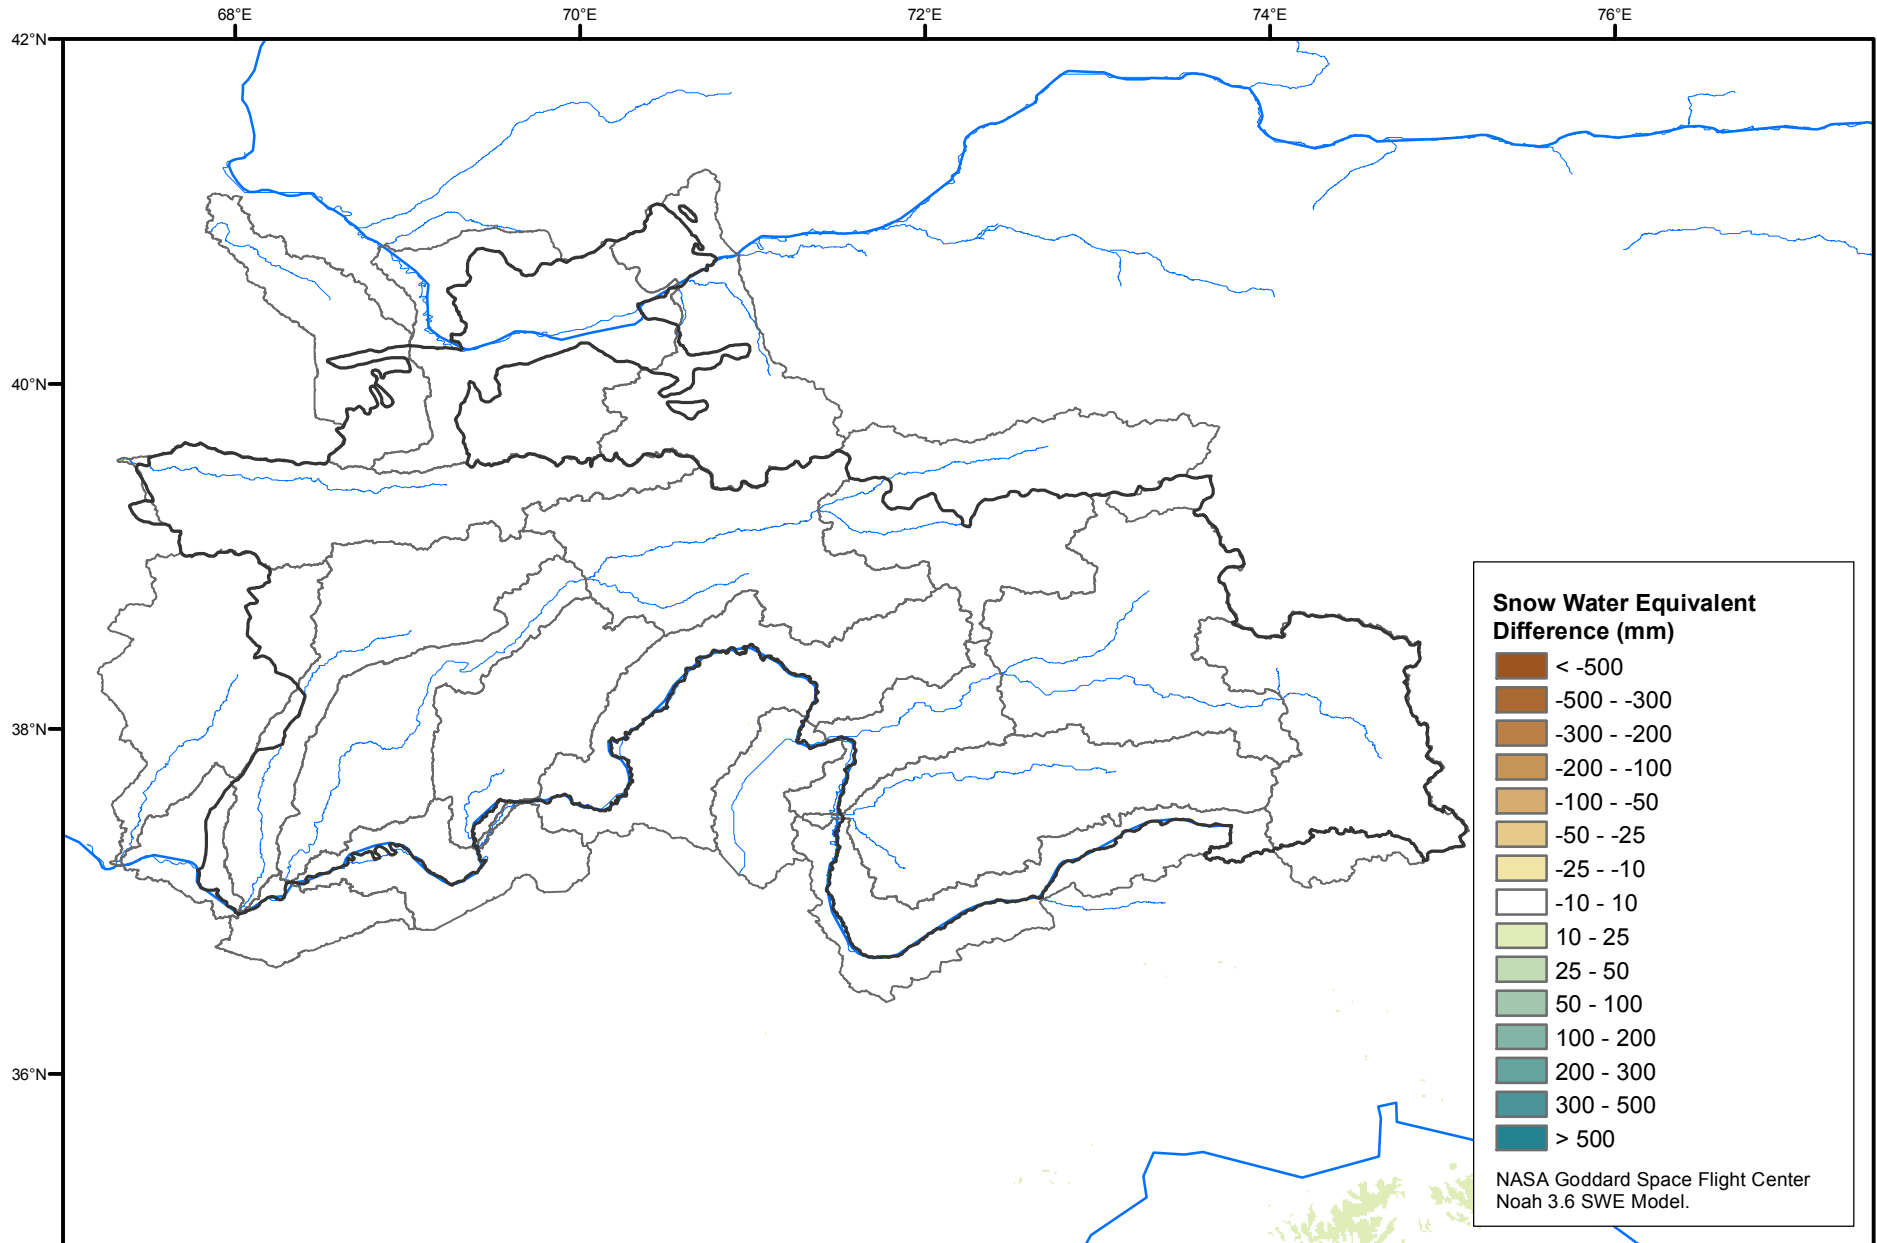 68°E
70°E
72°E
74°E
76°E
42°N
40°N
38°N
36°N
Snow Water Equivalent
Difference (mm)
< -500
-500 - -300
-300 - -200
-200 - -100
-100 - -50
-50 - -25
-25 - -10
-10 - 10
10 - 25
25 - 50
50 - 100
100 - 200
200 - 300
300 - 500
> 500
NASA Goddard Space Flight Center
Noah 3.6 SWE Model.